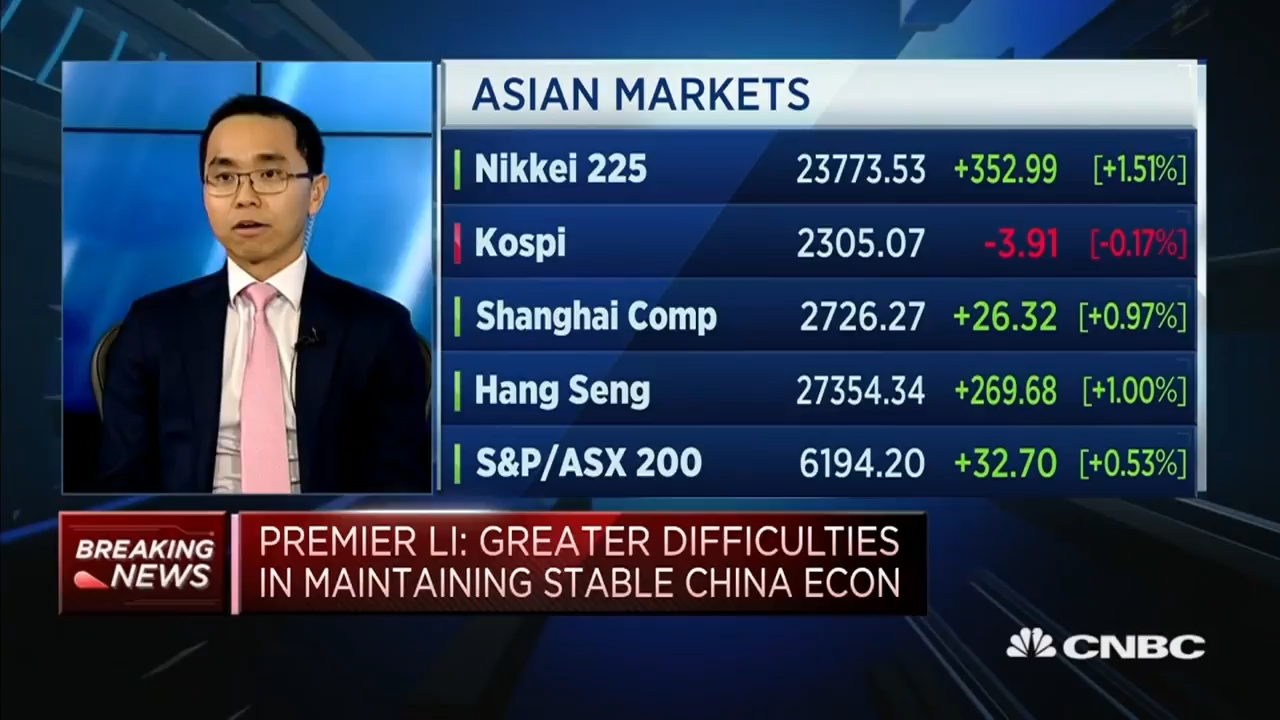 ASIAN MARKETS
Nikkei 225 23773.53 +352.99 [+1.51%]
Kospi 2305.07 -3.91 [-0.17%]
Shanghai Comp 2726.27 +26.32 [+0.97%]
Hang Seng 27354.34 +269.68 [+1.00%]
S&P/ASX 200 6194.20 +32.70 [+0.53%]
BREAKING NEWS
PREMIER LI: GREATER DIFFICULTIES
IN MAINTAINING STABLE CHINA ECON
CNBC